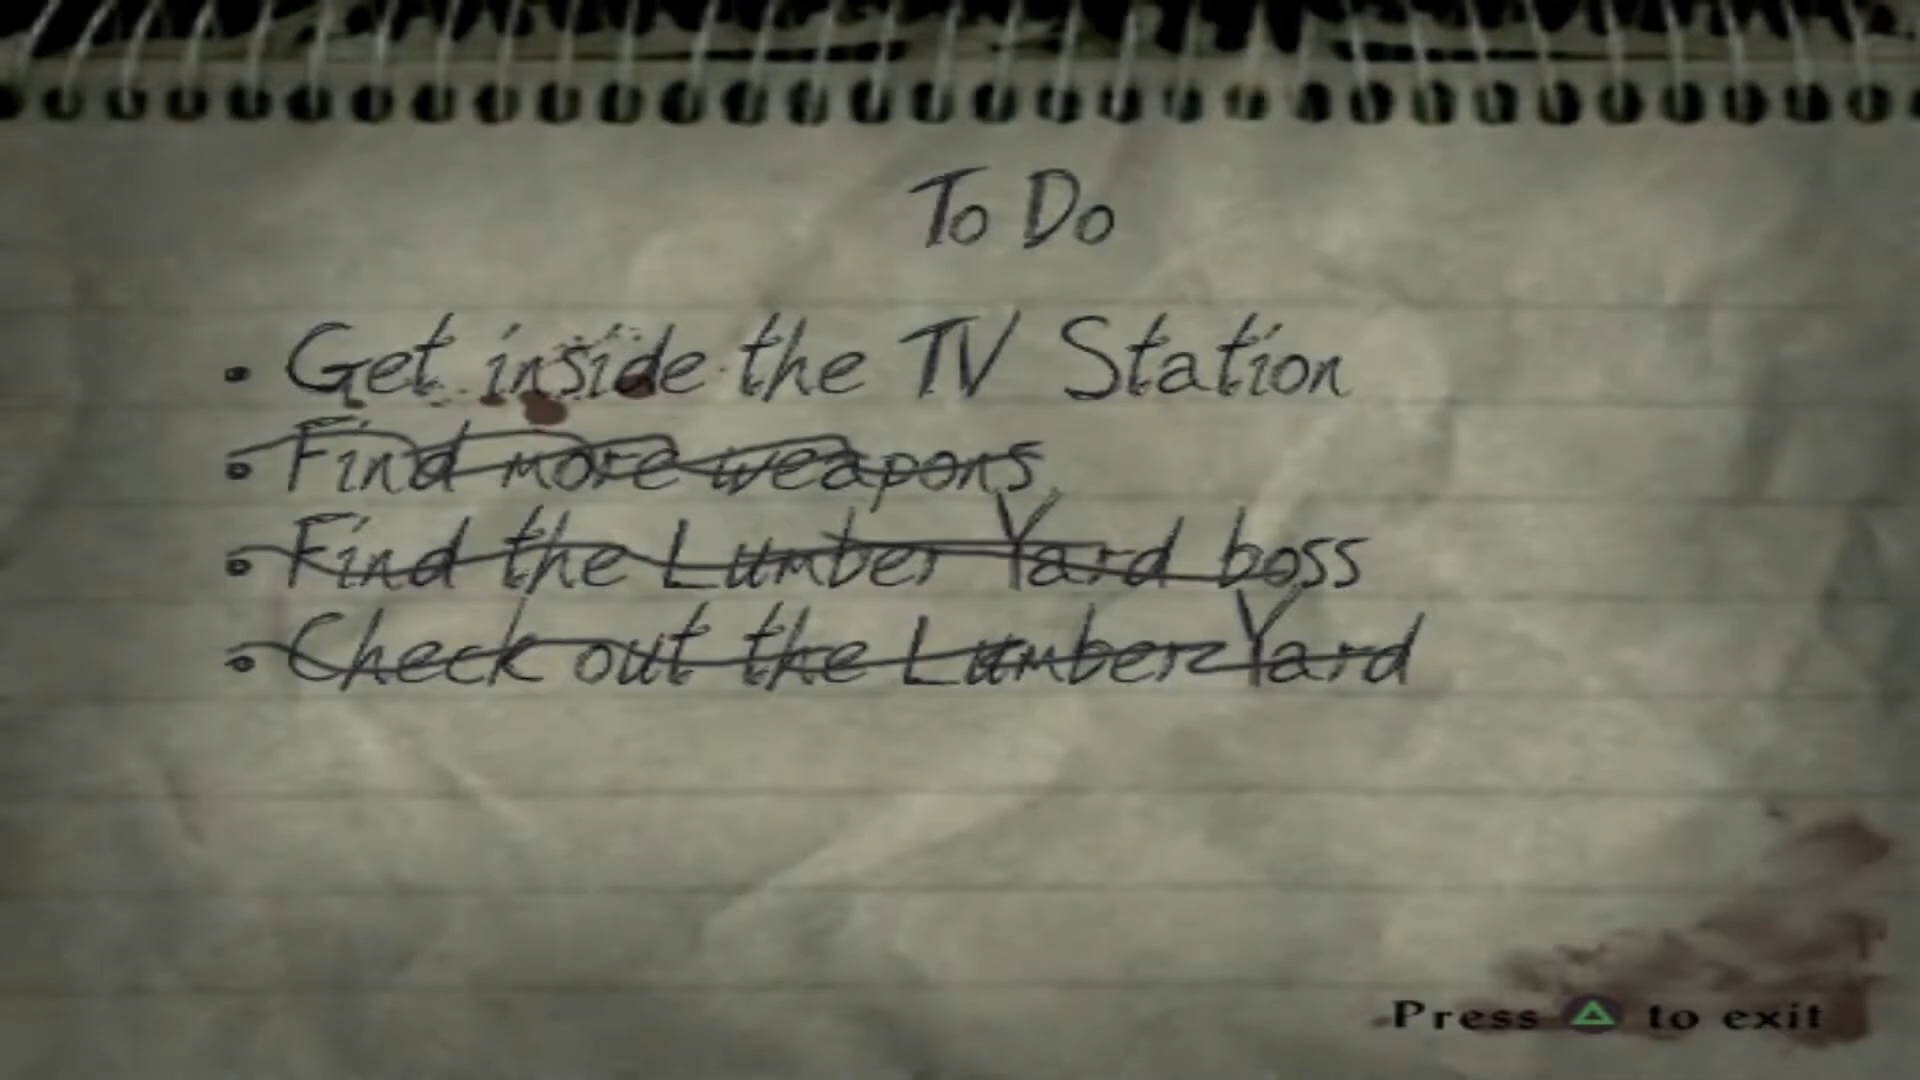 To Do
• Get inside the TV Station
• Find more weapons
• Find the Lumber Yard boss
• Check out the Lumber Yard
Press △ to exit